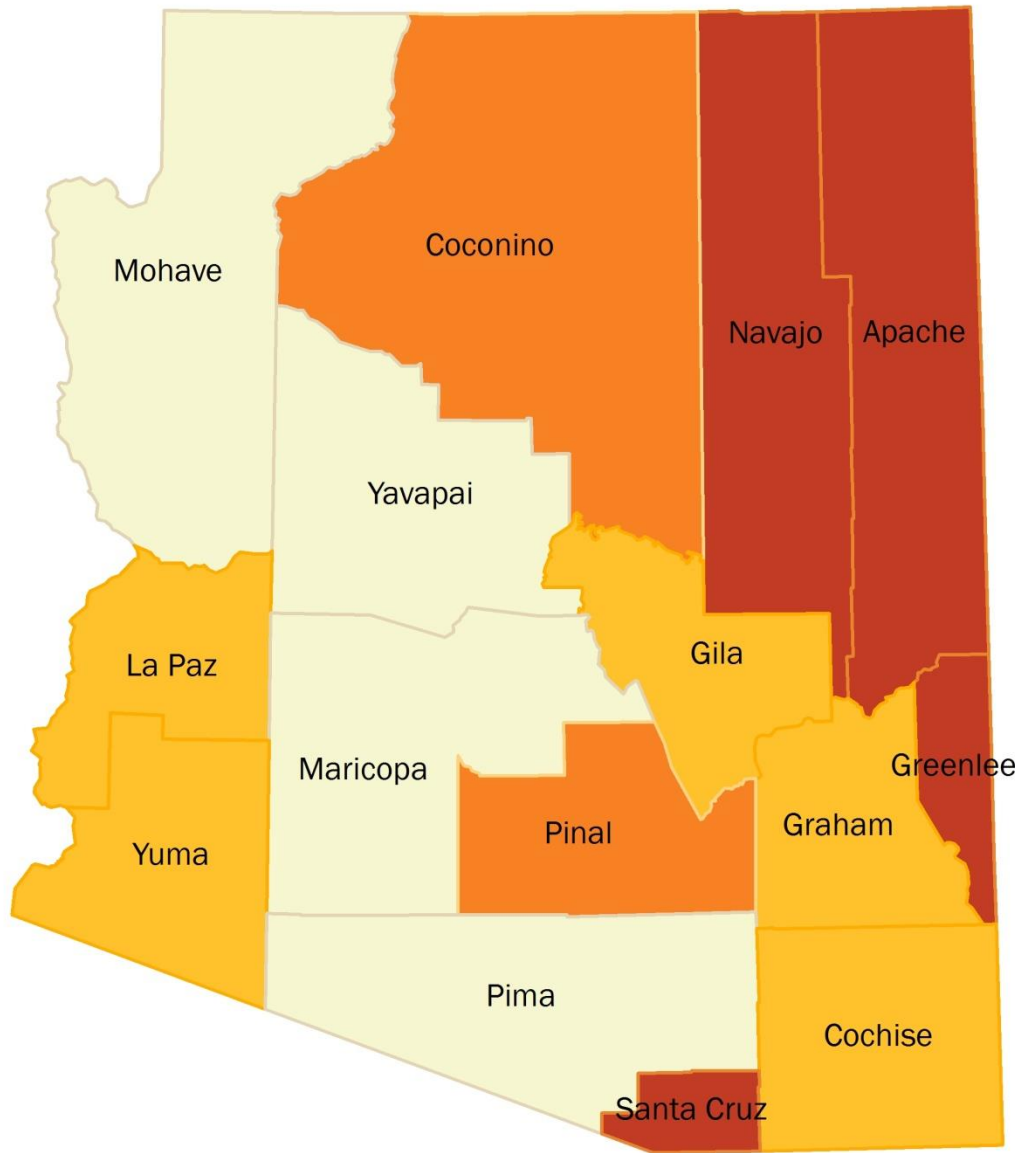 Coconino
Mohave
Navajo
Apache
Yavapai
Gila
La Paz
Maricopa
Greenlee
Graham
Pinal
Yuma
Pima
Cochise
Santa Cruz